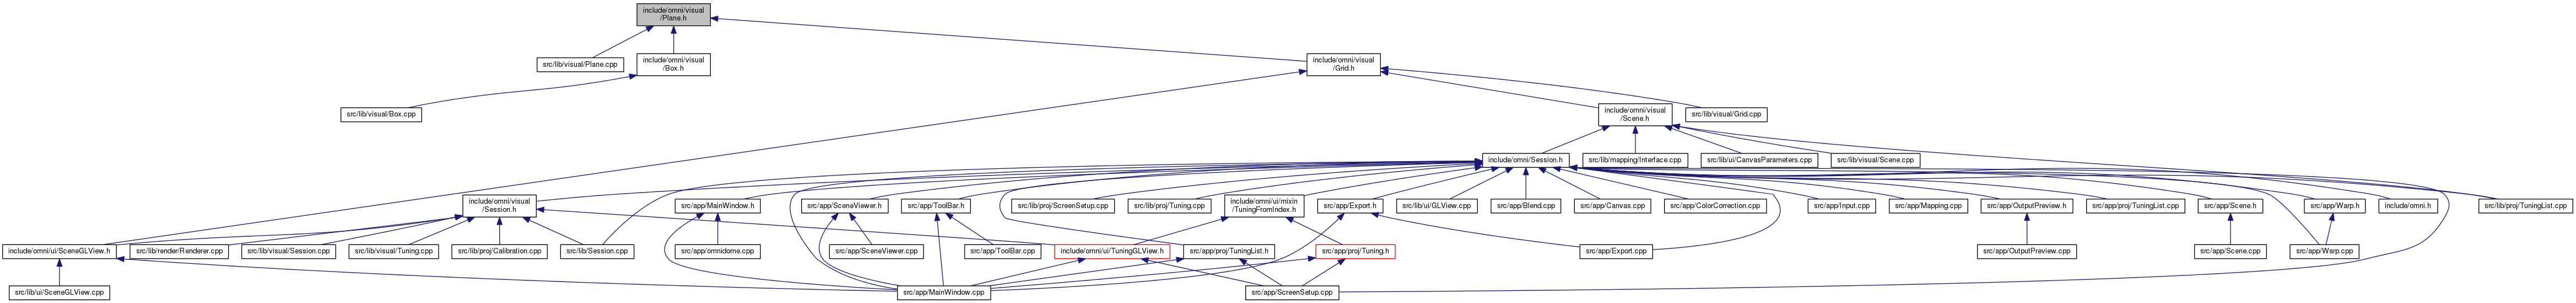 include/omni/visual
/Plane.h
src/lib/visual/Plane.cpp
include/omni/visual
/Box.h
include/omni/visual
/Grid.h
src/lib/visual/Box.cpp
include/omni/visual
/Scene.h
src/lib/visual/Grid.cpp
include/omni/Session.h
src/lib/mapping/Interface.cpp
src/lib/ui/CanvasParameters.cpp
src/lib/visual/Scene.cpp
include/omni/visual
/Session.h
src/app/MainWindow.h
src/app/SceneViewer.h
src/app/ToolBar.h
src/lib/proj/ScreenSetup.cpp
src/lib/proj/Tuning.cpp
include/omni/ui/mixin
/TuningFromIndex.h
src/app/Export.h
src/lib/ui/GLView.cpp
src/app/Blend.cpp
src/app/Canvas.cpp
src/app/ColorCorrection.cpp
src/app/Input.cpp
src/app/Mapping.cpp
src/app/OutputPreview.h
src/app/proj/TuningList.cpp
src/app/Scene.h
src/app/Warp.h
include/omni.h
src/lib/proj/TuningList.cpp
include/omni/ui/SceneGLView.h
src/lib/render/Renderer.cpp
src/lib/visual/Session.cpp
src/lib/visual/Tuning.cpp
src/lib/proj/Calibration.cpp
src/lib/Session.cpp
src/app/omnidome.cpp
src/app/SceneViewer.cpp
src/app/ToolBar.cpp
include/omni/ui/TuningGLView.h
src/app/proj/TuningList.h
src/app/proj/Tuning.h
src/app/Export.cpp
src/app/OutputPreview.cpp
src/app/Scene.cpp
src/app/Warp.cpp
src/lib/ui/SceneGLView.cpp
src/app/MainWindow.cpp
src/app/ScreenSetup.cpp